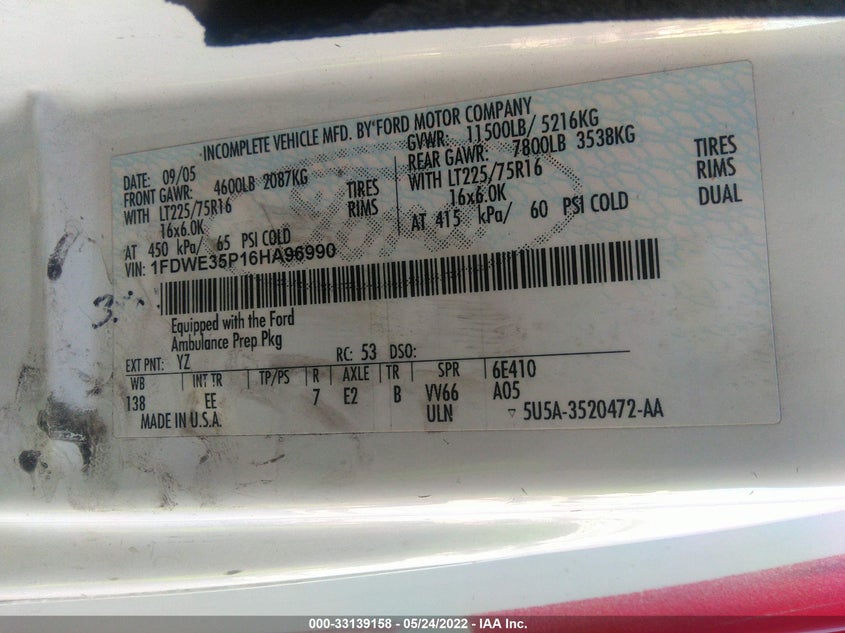 INCOMPLETE VEHICLE MFD. BY FORD MOTOR COMPANY
DATE: 09/05 GVWR: 11500LB/ 5216KG
FRONT GAWR: 4600LB 2087KG REAR GAWR: 7800LB 3538KG
WITH LT225/75R16 TIRES WITH LT225/75R16 TIRES
16x6.0K RIMS 16x6.0K RIMS
AT 450 kPa/ 65 PSI COLD AT 415 kPa/ 60 PSI COLD DUAL
VIN: 1FDWE35P16HA96990
Equipped with the Ford
Ambulance Prep Pkg
EXT PNT: YZ RC: 53 DSO:
WB INT TR TP/PS R AXLE TR SPR 6E410
138 EE 7 E2 B VV66 A05
MADE IN U.S.A. ULN ▽ 5U5A-3520472-AA
000-33139158 - 05/24/2022 - IAA Inc.